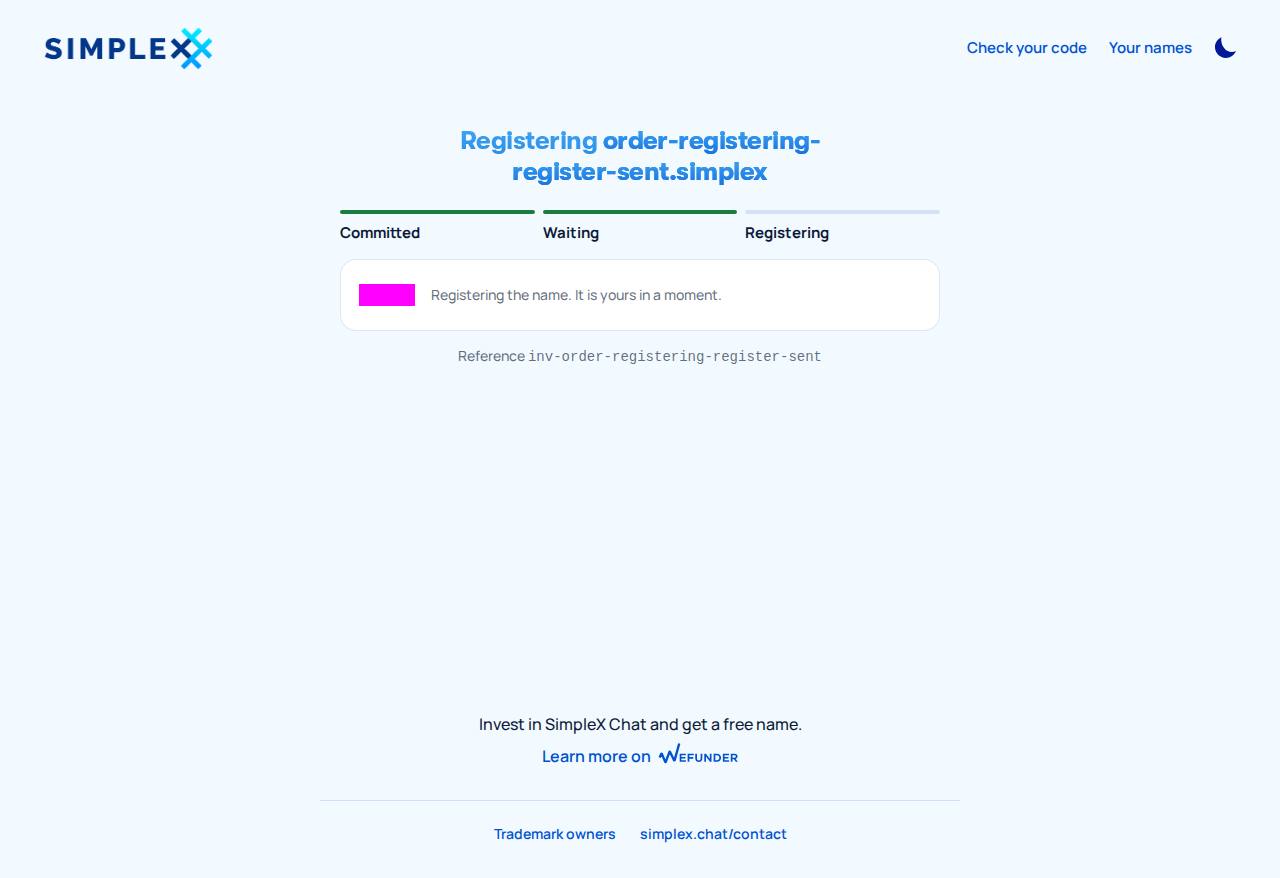 SIMPLEX
Check your code
Your names
Registering order-registering-
register-sent.simplex
Committed
Waiting
Registering
Registering the name. It is yours in a moment.
Reference inv-order-registering-register-sent
Invest in SimpleX Chat and get a free name.
Learn more on WEFUNDER
Trademark owners
simplex.chat/contact